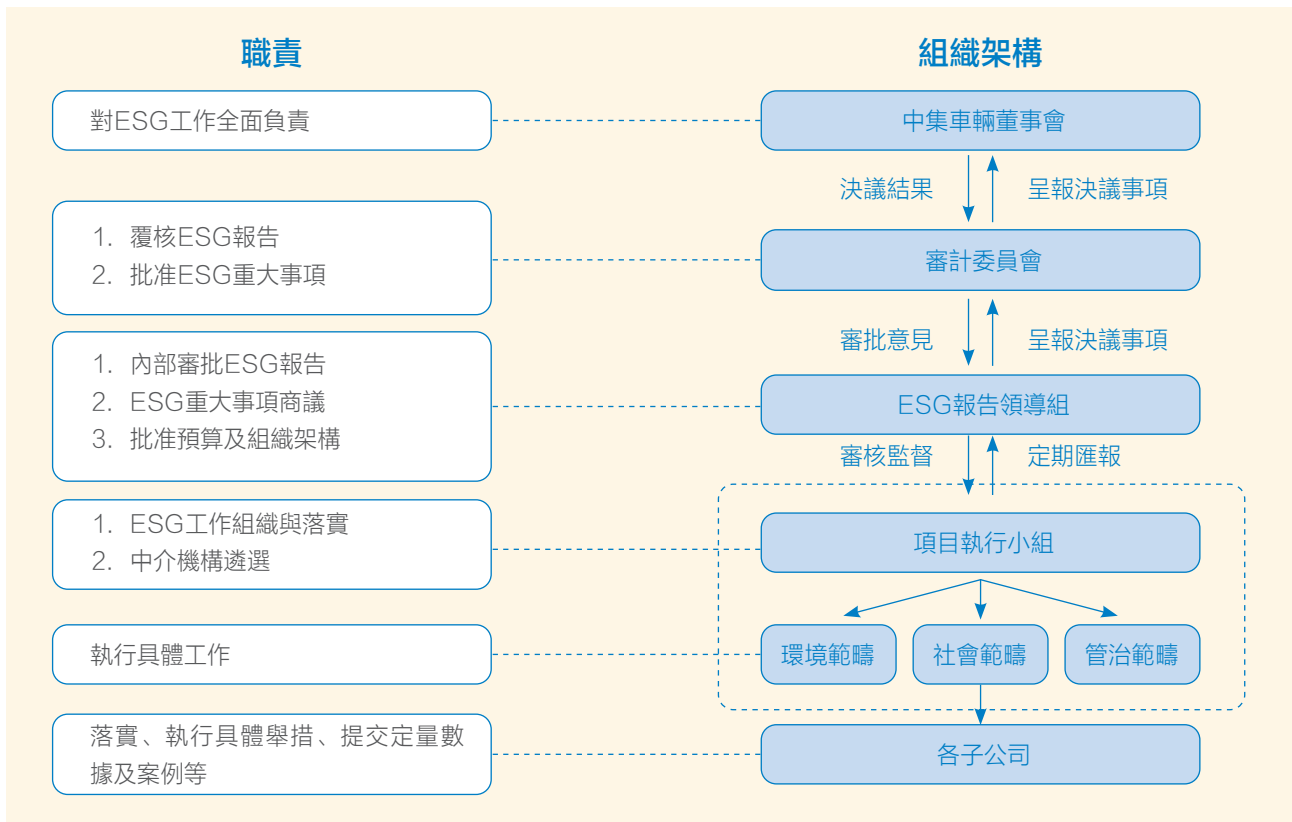 職責
組織架構
對ESG工作全面負責
中集車輛董事會
決議結果
呈報決議事項
1. 覆核ESG報告
2. 批准ESG重大事項
審計委員會
審批意見
呈報決議事項
1. 內部審批ESG報告
2. ESG重大事項商議
3. 批准預算及組織架構
ESG報告領導組
審核監督
定期匯報
1. ESG工作組織與落實
2. 中介機構遴選
項目執行小組
執行具體工作
環境範疇
社會範疇
管治範疇
落實、執行具體舉措、提交定量數
據及案例等
各子公司